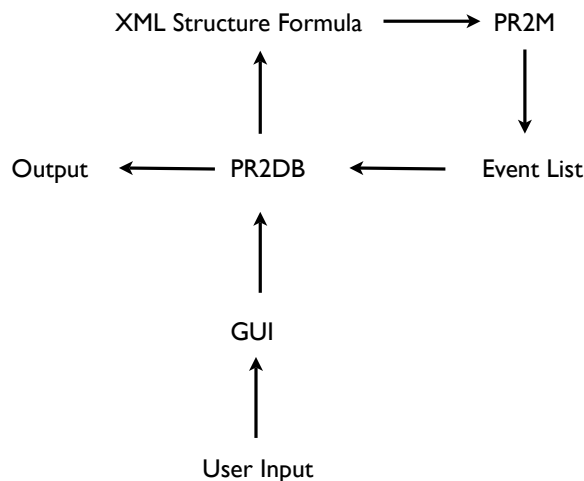 XML Structure Formula
PR2M
Output
PR2DB
Event List
GUI
User Input